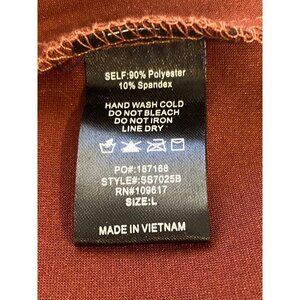 SELF:90% Polyester
10% Spandex
HAND WASH COLD
DO NOT BLEACH
DO NOT IRON
LINE DRY
PO#:187168
STYLE#:SS7025B
RN#109617
SIZE:L
MADE IN VIETNAM